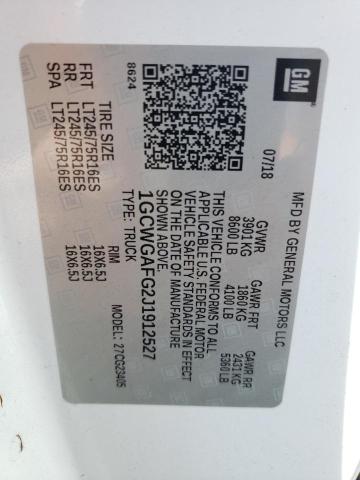 GM
MFD BY GENERAL MOTORS LLC
07/18
GVWR
3901 KG
8600 LB
GAWR FRT
1860 KG
4100 LB
GAWR RR
2431 KG
5360 LB
THIS VEHICLE CONFORMS TO ALL
APPLICABLE U.S. FEDERAL MOTOR
VEHICLE SAFETY STANDARDS IN EFFECT
ON THE DATE OF MANUFACTURE
SHOWN ABOVE.
1GCWGAFG2J1912527
TYPE: TRUCK
MODEL: 27CG23405
8624
TIRE SIZE RIM
FRT LT245/75R16ES 16X6.5J
RR LT245/75R16ES 16X6.5J
SPA LT245/75R16ES